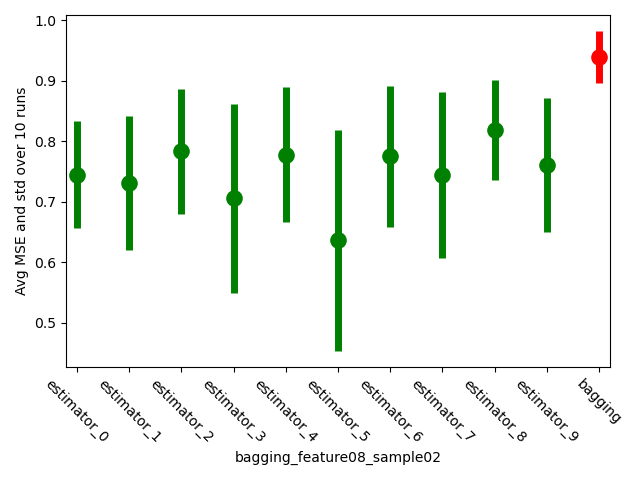 1.0
0.9
0.8
0.7
0.6
0.5
Avg MSE and std over 10 runs
estimator_0
estimator_1
estimator_2
estimator_3
estimator_4
estimator_5
estimator_6
estimator_7
estimator_8
estimator_9
bagging
bagging_feature08_sample02